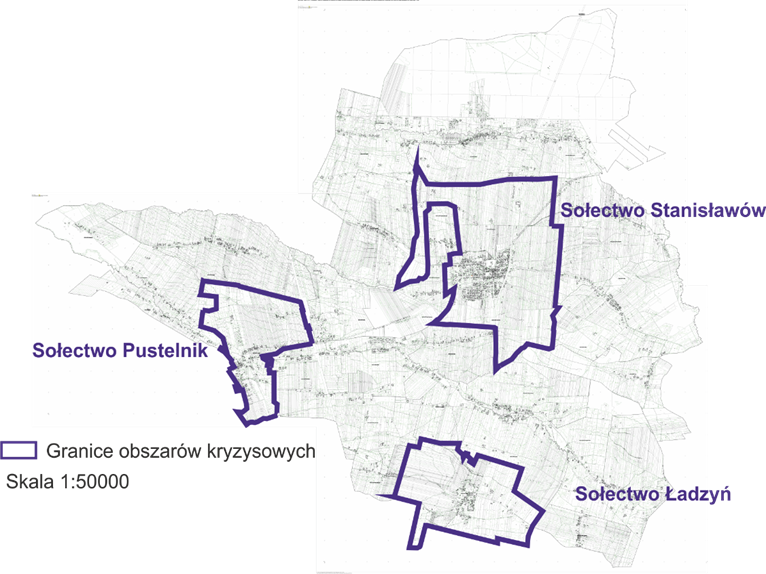 Sołectwo Stanisławów
Sołectwo Pustelnik
Granice obszarów kryzysowych
Skala 1:50000
Sołectwo Ładzyń